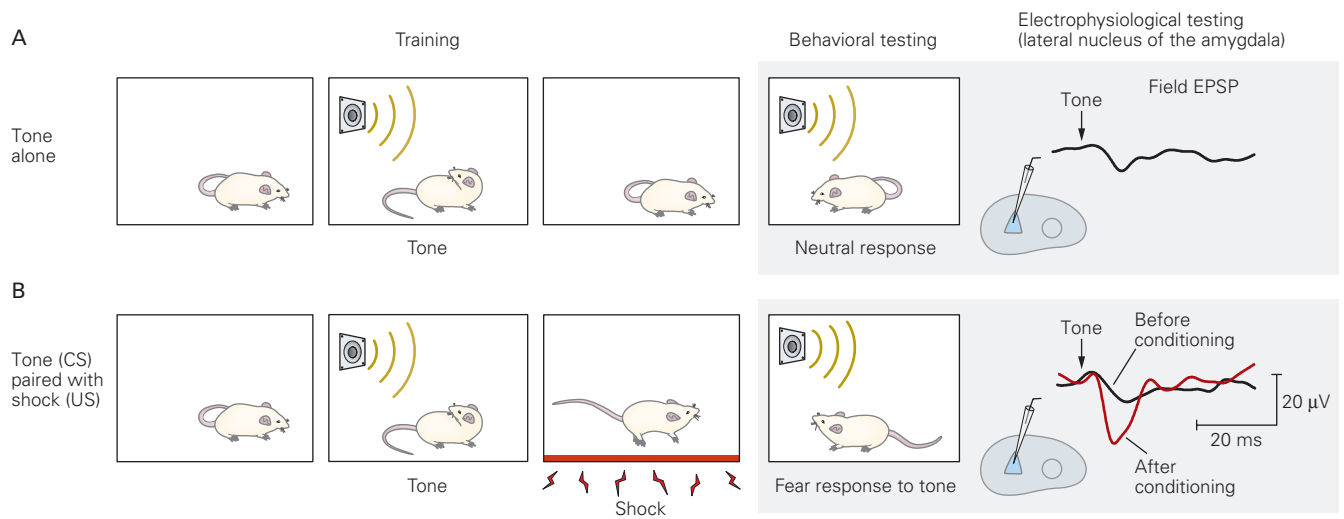 A
Training
Behavioral testing
Electrophysiological testing
(lateral nucleus of the amygdala)
Tone
alone
Tone
Neutral response
Field EPSP
Tone
B
Tone (CS)
paired with
shock (US)
Tone
Shock
Fear response to tone
Tone
Before
conditioning
20 μV
20 ms
After
conditioning